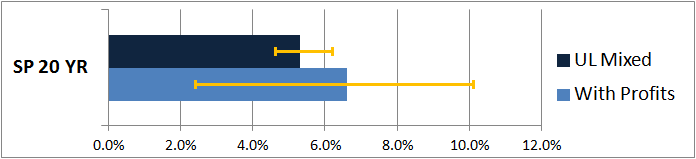 SP 20 YR
UL Mixed
With Profits
0.0% 2.0% 4.0% 6.0% 8.0% 10.0% 12.0%